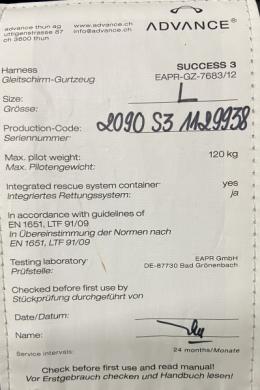 advance thun ag www.advance.ch
uttigenstrasse 87 info@advance.ch
ch 3600 thun
ADVANCE®
Harness SUCCESS 3
Gleitschirm-Gurtzeug EAPR-GZ-7683/12
Size: L
Grösse:
Production-Code: 2090 S3 M29938
Seriennummer:
Max. pilot weight: 120 kg
Max. Pilotengewicht:
Integrated rescue system container yes
Integriertes Rettungssystem: ja
In accordance with guidelines of
EN 1651, LTF 91/09
In Übereinstimmung der Normen nach
EN 1651, LTF 91/09
Testing laboratory EAPR GmbH
Prüfstelle: DE-87730 Bad Grönenbach
Checked before first use by
Stückprüfung durchgeführt von
Date/Datum:
Name:
Service intervals: 24 months/Monate
Check before first use and read manual!
Vor Erstgebrauch checken und Handbuch lesen!